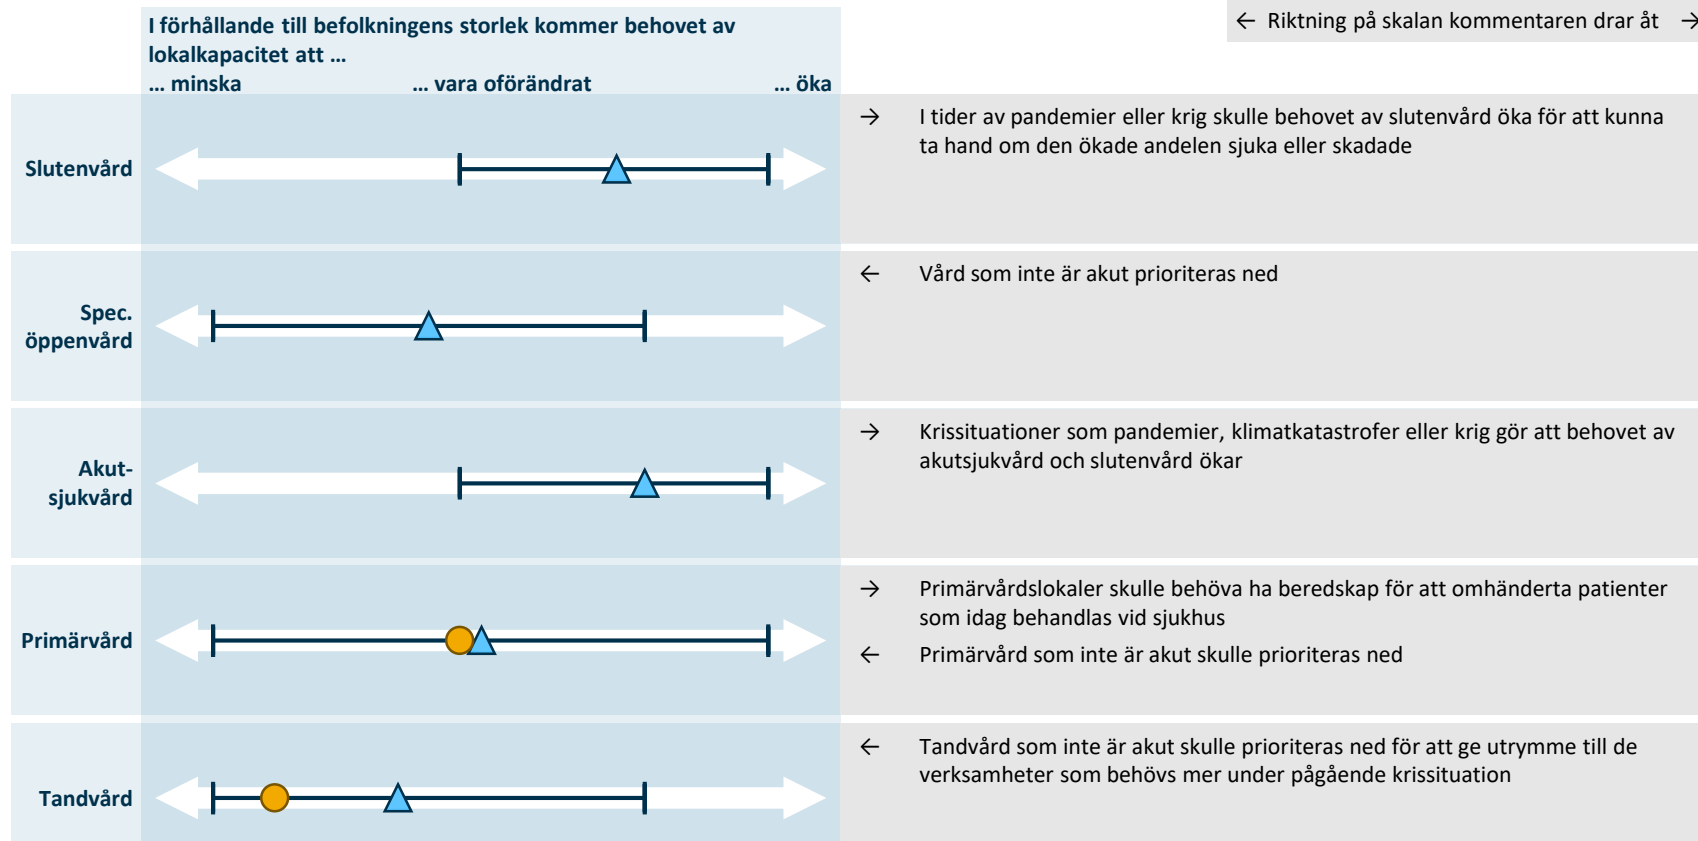 I förhållande till befolkningens storlek kommer behovet av
lokalkapacitet att ...
... minska ... vara oförändrat ... öka
← Riktning på skalan kommentaren drar åt →
Slutenvård
→ I tider av pandemier eller krig skulle behovet av slutenvård öka för att kunna
ta hand om den ökade andelen sjuka eller skadade
Spec.
öppenvård
← Vård som inte är akut prioriteras ned
Akut-
sjukvård
→ Krissituationer som pandemier, klimatkatastrofer eller krig gör att behovet av
akutsjukvård och slutenvård ökar
Primärvård
→ Primärvårdslokaler skulle behöva ha beredskap för att omhänderta patienter
som idag behandlas vid sjukhus
← Primärvård som inte är akut skulle prioriteras ned
Tandvård
← Tandvård som inte är akut skulle prioriteras ned för att ge utrymme till de
verksamheter som behövs mer under pågående krissituation